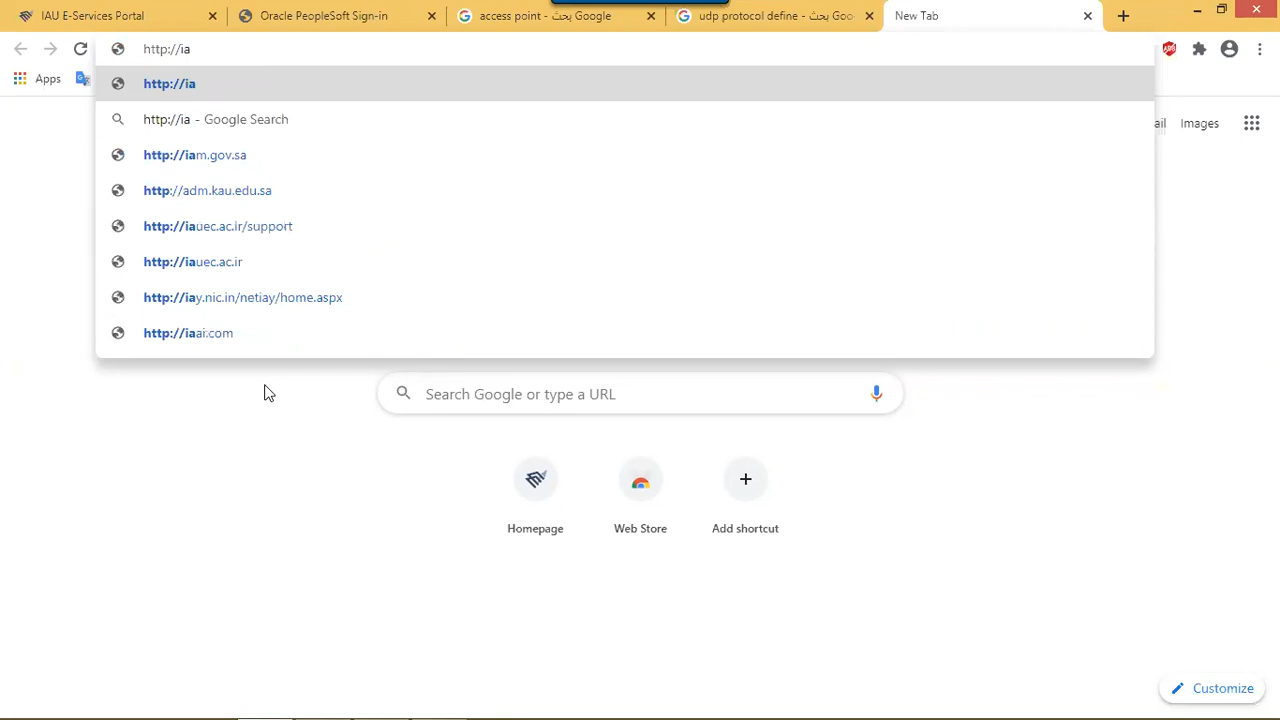 IAU E-Services Portal
Oracle PeopleSoft Sign-in
access point - بحث Google
udp protocol define - بحث Goo
New Tab
http://ia
Apps
http://ia
http://ia - Google Search
http://iam.gov.sa
http://adm.kau.edu.sa
http://iauec.ac.ir/support
http://iauec.ac.ir
http://iay.nic.in/netiay/home.aspx
http://iaai.com
ail
Images
Search Google or type a URL
Homepage
Web Store
Add shortcut
Customize